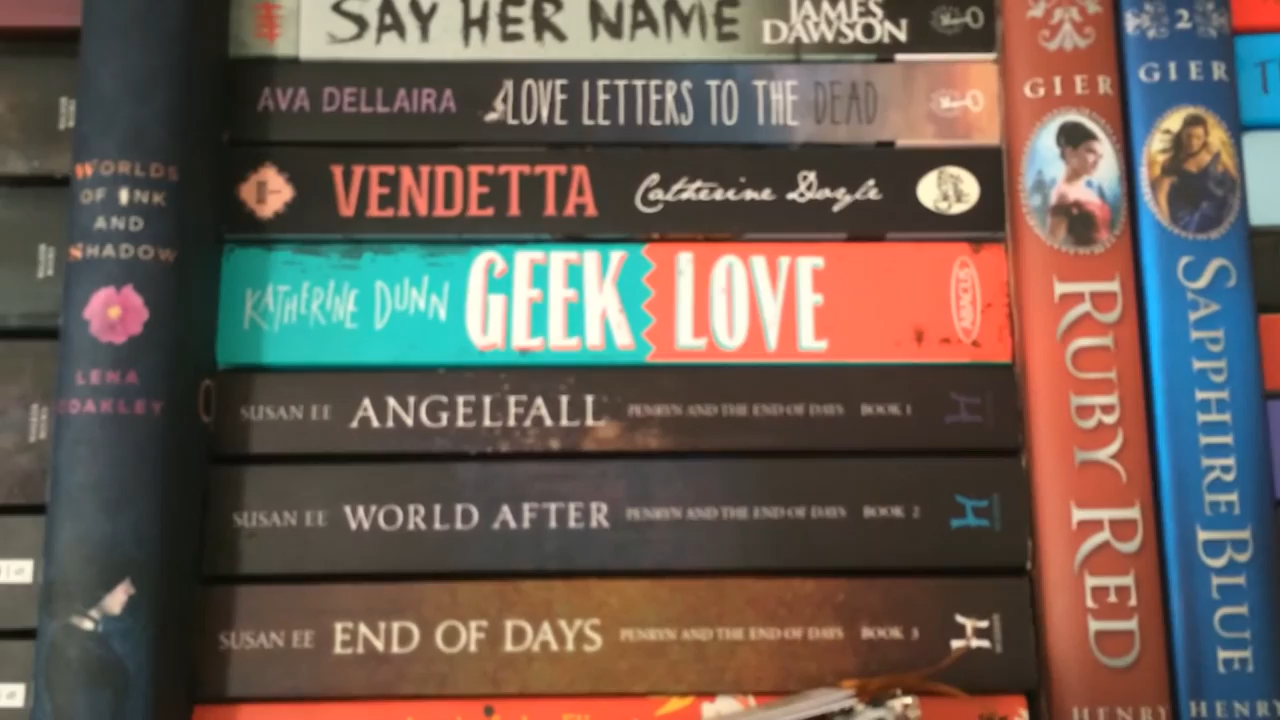 WORLDS
OF INK
AND
SHADOW
LENA
COAKLEY
SAY HER NAME JAMES DAWSON
AVA DELLAIRA LOVE LETTERS TO THE DEAD
VENDETTA Catherine Doyle
KATHERINE DUNN GEEK LOVE ABACUS
SUSAN EE ANGELFALL PENRYN AND THE END OF DAYS BOOK 1 H
SUSAN EE WORLD AFTER PENRYN AND THE END OF DAYS BOOK 2 H
SUSAN EE END OF DAYS PENRYN AND THE END OF DAYS BOOK 3 H
GIER
RUBY RED
HENRY
2
GIER
SAPPHIRE BLUE
HENRY